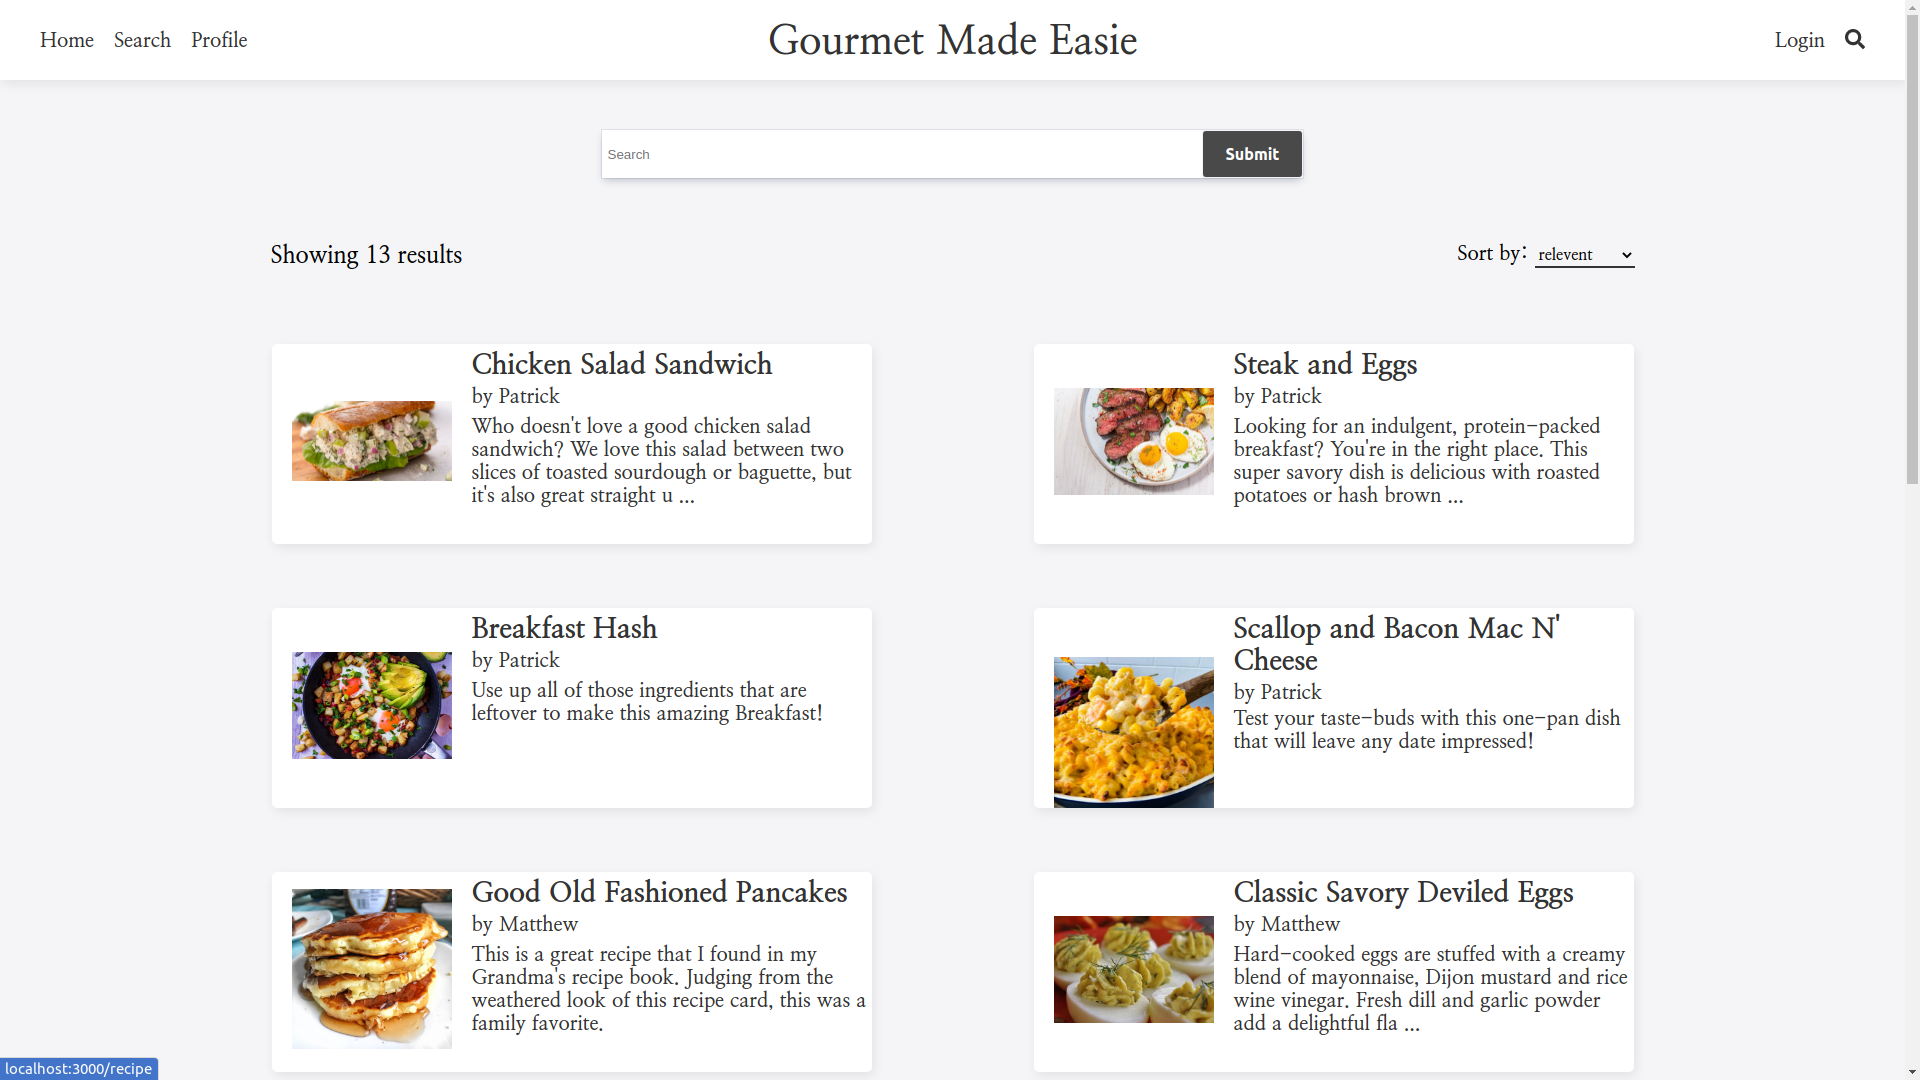 Home Search Profile
Gourmet Made Easie
Login
Search
Submit
Showing 13 results
Sort by: relevent
Chicken Salad Sandwich
by Patrick
Who doesn't love a good chicken salad
sandwich? We love this salad between two
slices of toasted sourdough or baguette, but
it's also great straight u ...
Steak and Eggs
by Patrick
Looking for an indulgent, protein-packed
breakfast? You're in the right place. This
super savory dish is delicious with roasted
potatoes or hash brown ...
Breakfast Hash
by Patrick
Use up all of those ingredients that are
leftover to make this amazing Breakfast!
Scallop and Bacon Mac N'
Cheese
by Patrick
Test your taste-buds with this one-pan dish
that will leave any date impressed!
Good Old Fashioned Pancakes
by Matthew
This is a great recipe that I found in my
Grandma's recipe book. Judging from the
weathered look of this recipe card, this was a
family favorite.
Classic Savory Deviled Eggs
by Matthew
Hard-cooked eggs are stuffed with a creamy
blend of mayonnaise, Dijon mustard and rice
wine vinegar. Fresh dill and garlic powder
add a delightful fla ...
localhost:3000/recipe